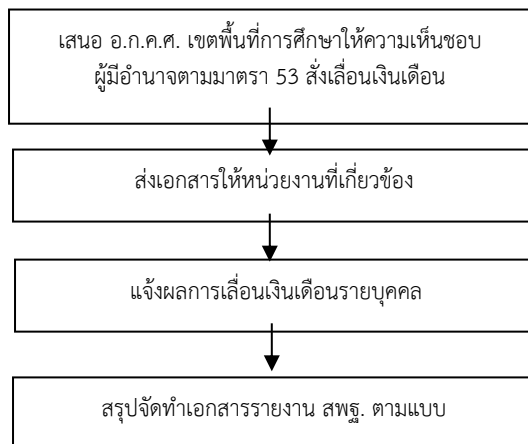 เสนอ อ.ก.ค.ศ. เขตพื้นที่การศึกษาให้ความเห็นชอบ
ผู้มีอำนาจตามมาตรา 53 สั่งเลื่อนเงินเดือน
ส่งเอกสารให้หน่วยงานที่เกี่ยวข้อง
แจ้งผลการเลื่อนเงินเดือนรายบุคคล
สรุปจัดทำเอกสารรายงาน สพฐ. ตามแบบ